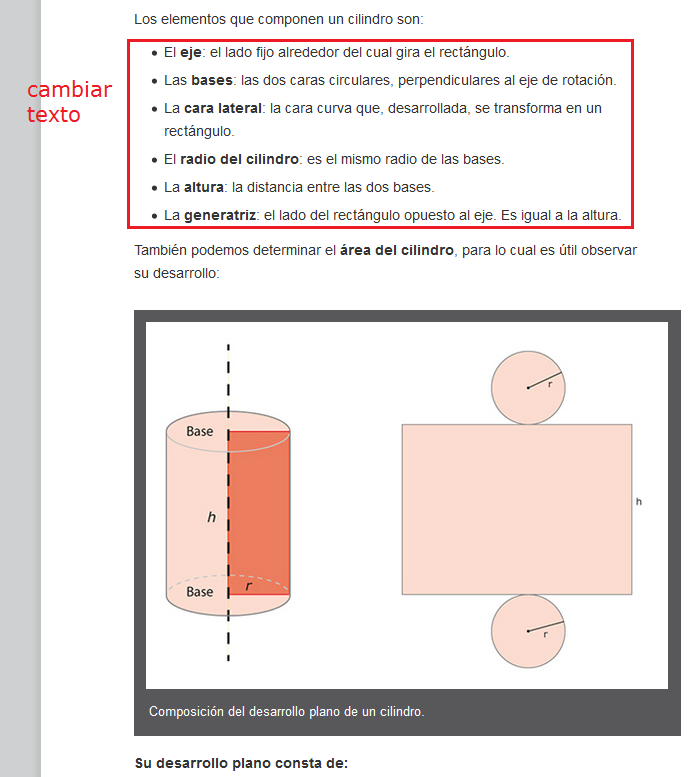 Los elementos que componen un cilindro son:
cambiar
texto
• El eje: el lado fijo alrededor del cual gira el rectángulo.
• Las bases: las dos caras circulares, perpendiculares al eje de rotación.
• La cara lateral: la cara curva que, desarrollada, se transforma en un
rectángulo.
• El radio del cilindro: es el mismo radio de las bases.
• La altura: la distancia entre las dos bases.
• La generatriz: el lado del rectángulo opuesto al eje. Es igual a la altura.
También podemos determinar el área del cilindro, para lo cual es útil observar
su desarrollo:
Base
h
Base
r
r
h
r
Composición del desarrollo plano de un cilindro.
Su desarrollo plano consta de: